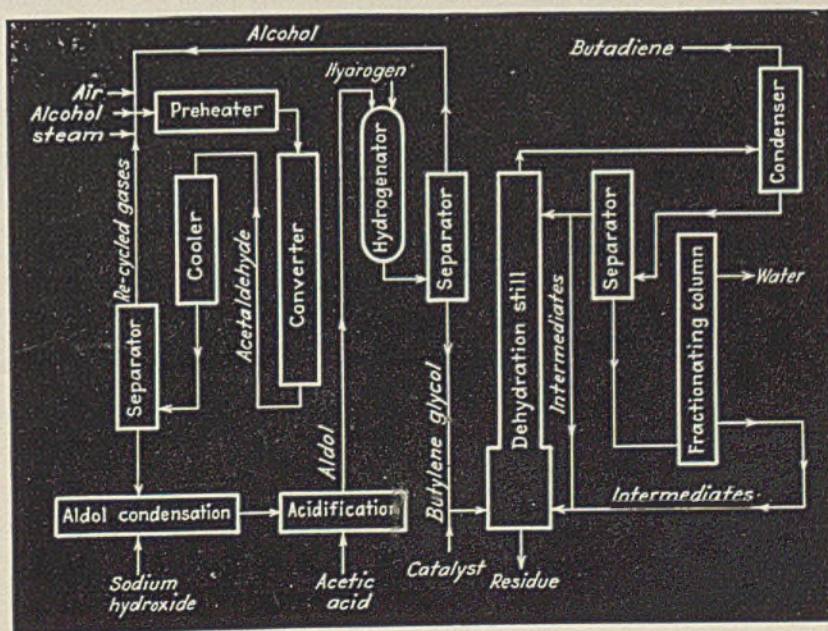 Alcohol
Butadiene
Hydrogen
Air
Alcohol
steam
Preheater
Condenser
Re-cycled gases
Cooler
Acetaldehyde
Converter
Hydrogenator
Separator
Dehydration still
Separator
Intermediates
Fractionating column
Water
Separator
Aldol
Butylene glycol
Aldol condensation
Acidification
Intermediates
Sodium
hydroxide
Acetic
acid
Catalyst
Residue